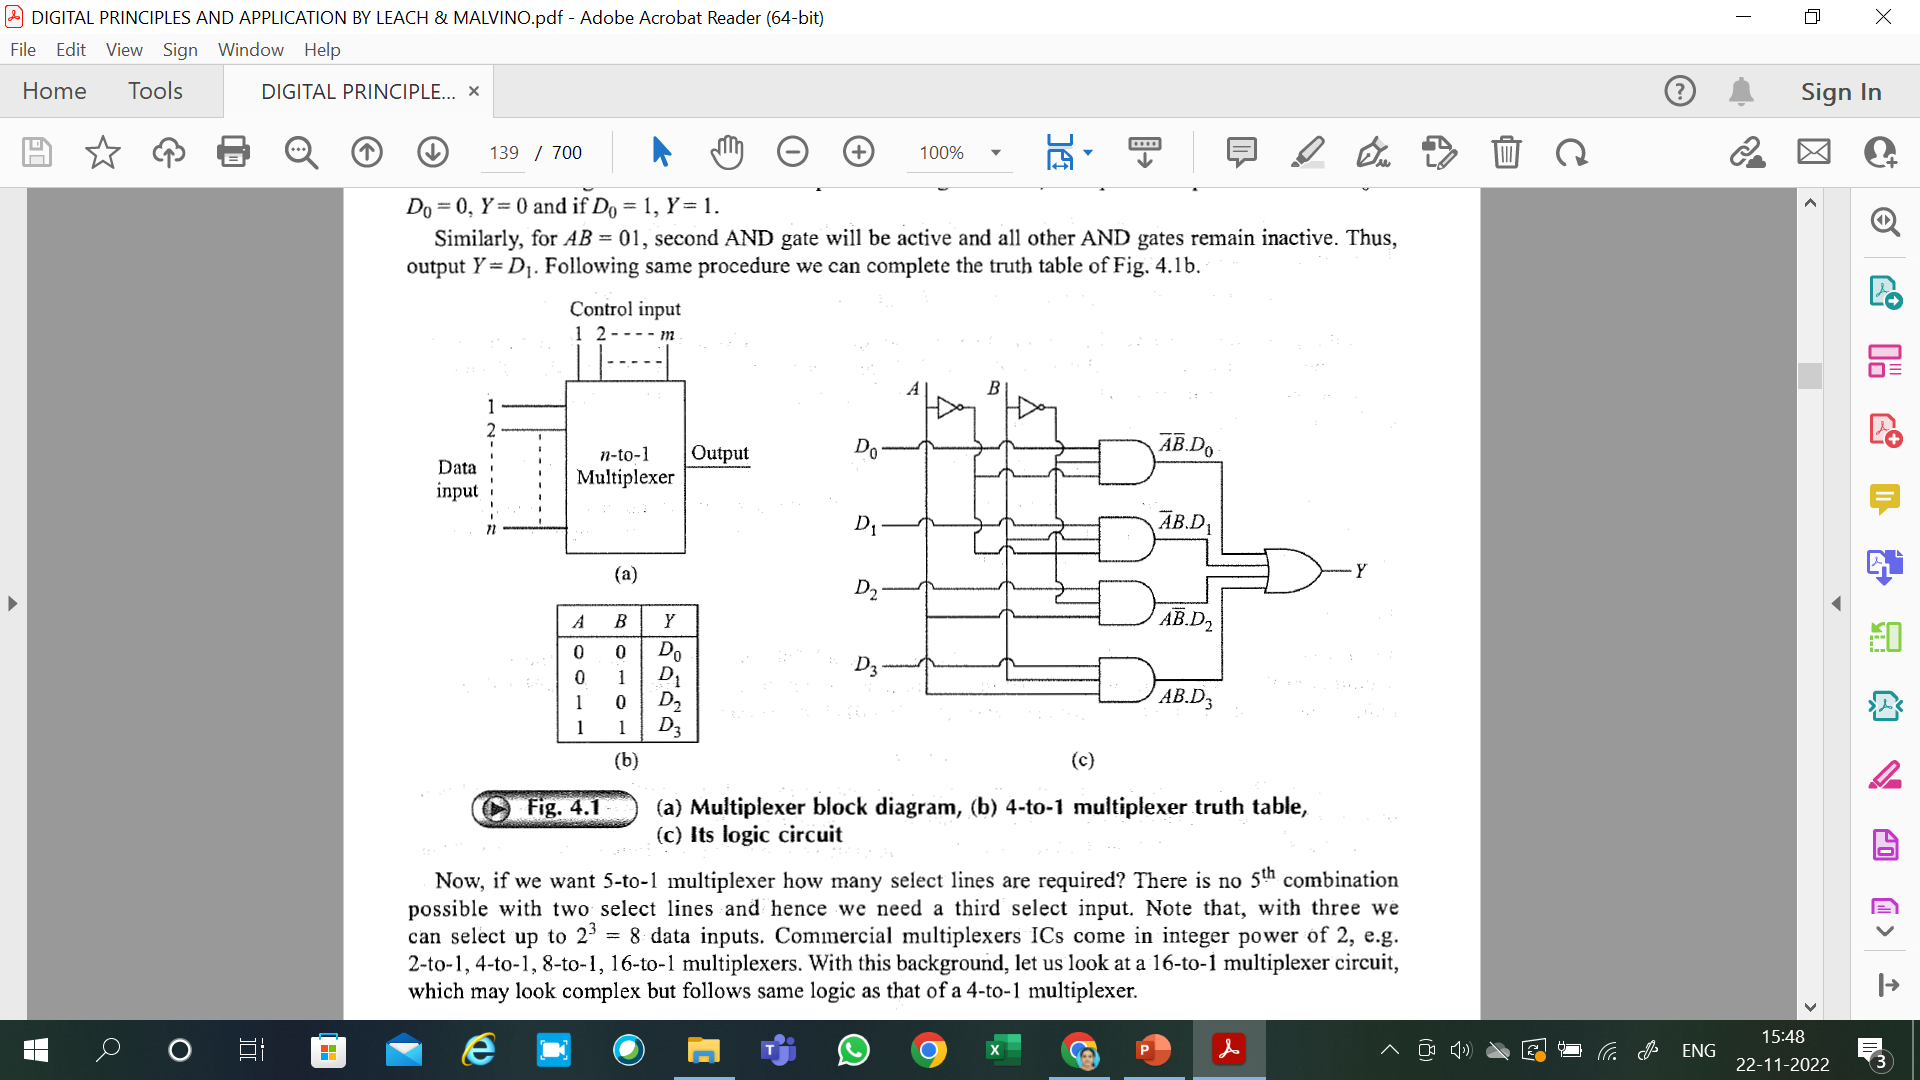 DIGITAL PRINCIPLES AND APPLICATION BY LEACH & MALVINO.pdf - Adobe Acrobat Reader (64-bit)
File Edit View Sign Window Help
Home Tools DIGITAL PRINCIPLE... × Sign In
139 / 700 100%
D₀ = 0, Y = 0 and if D₀ = 1, Y = 1.
Similarly, for AB = 01, second AND gate will be active and all other AND gates remain inactive. Thus,
output Y = D₁. Following same procedure we can complete the truth table of Fig. 4.1b.
Control input
1 2 - - - - m
1
2
Data
input
n
n-to-1
Multiplexer
Output
(a)
A B Y
0 0 D₀
0 1 D₁
1 0 D₂
1 1 D₃
(b)
A B
D₀
D₁
D₂
D₃
A̅B̅.D₀
A̅B.D₁
AB̅.D₂
AB.D₃
Y
(c)
Fig. 4.1 (a) Multiplexer block diagram, (b) 4-to-1 multiplexer truth table,
(c) Its logic circuit
Now, if we want 5-to-1 multiplexer how many select lines are required? There is no 5th combination
possible with two select lines and hence we need a third select input. Note that, with three we
can select up to 2³ = 8 data inputs. Commercial multiplexers ICs come in integer power of 2, e.g.
2-to-1, 4-to-1, 8-to-1, 16-to-1 multiplexers. With this background, let us look at a 16-to-1 multiplexer circuit,
which may look complex but follows same logic as that of a 4-to-1 multiplexer.
ENG
15:48
22-11-2022
3